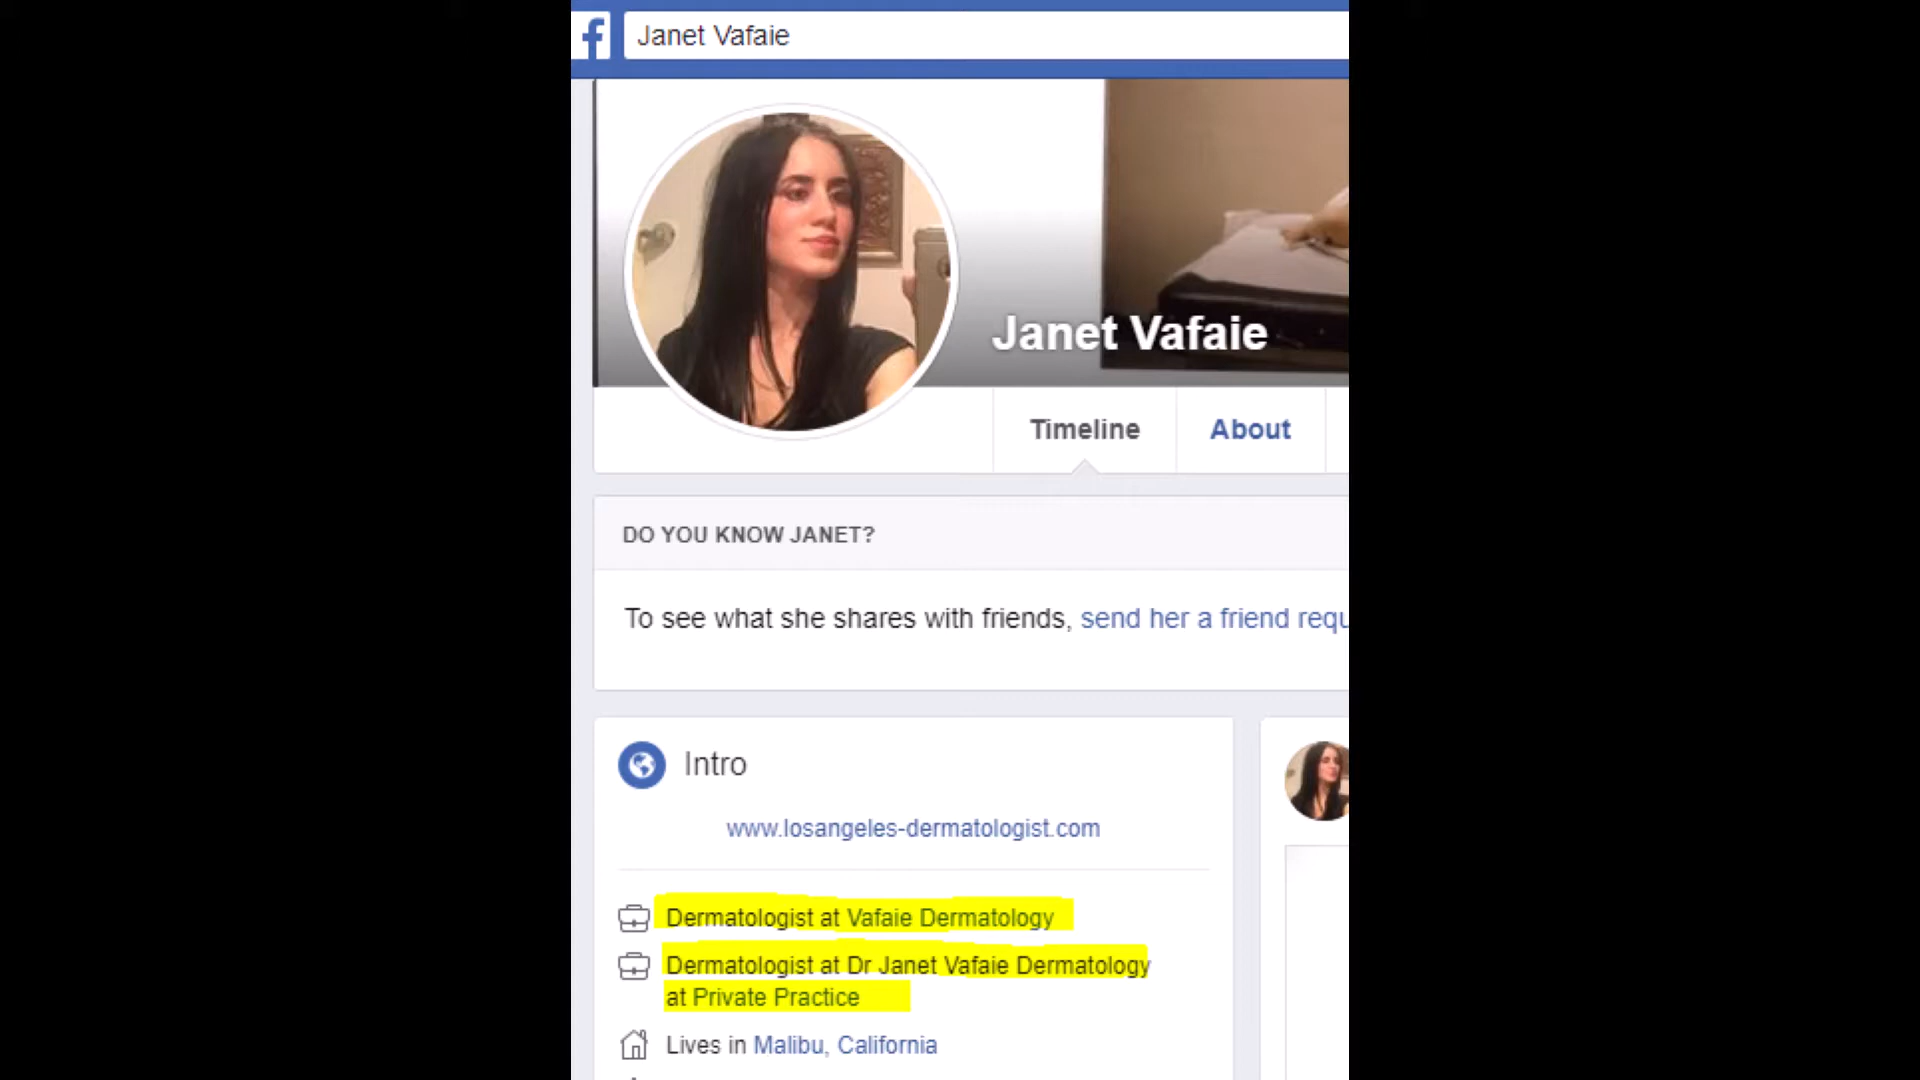 Janet Vafaie
Janet Vafaie
Timeline About
DO YOU KNOW JANET?
To see what she shares with friends, send her a friend requ
Intro
www.losangeles-dermatologist.com
Dermatologist at Vafaie Dermatology
Dermatologist at Dr Janet Vafaie Dermatology
at Private Practice
Lives in Malibu, California